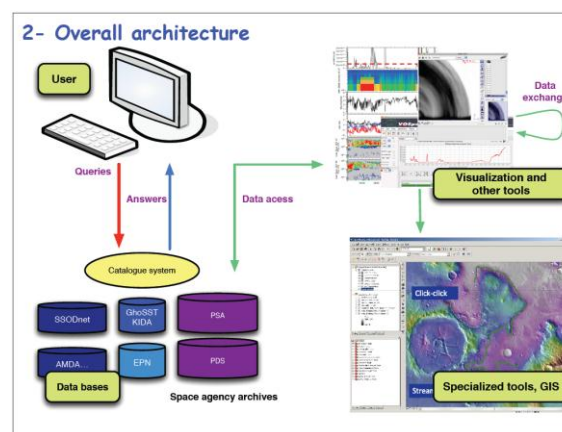 2- Overall architecture
User
Data
exchang
Queries
Answers
Data acess
Visualization and
other tools
Catalogue system
Click-click
SSODnet
GhoSST
KIDA
PSA
AMDA...
EPN
PDS
Data bases
Space agency archives
Stream
Specialized tools, GIS